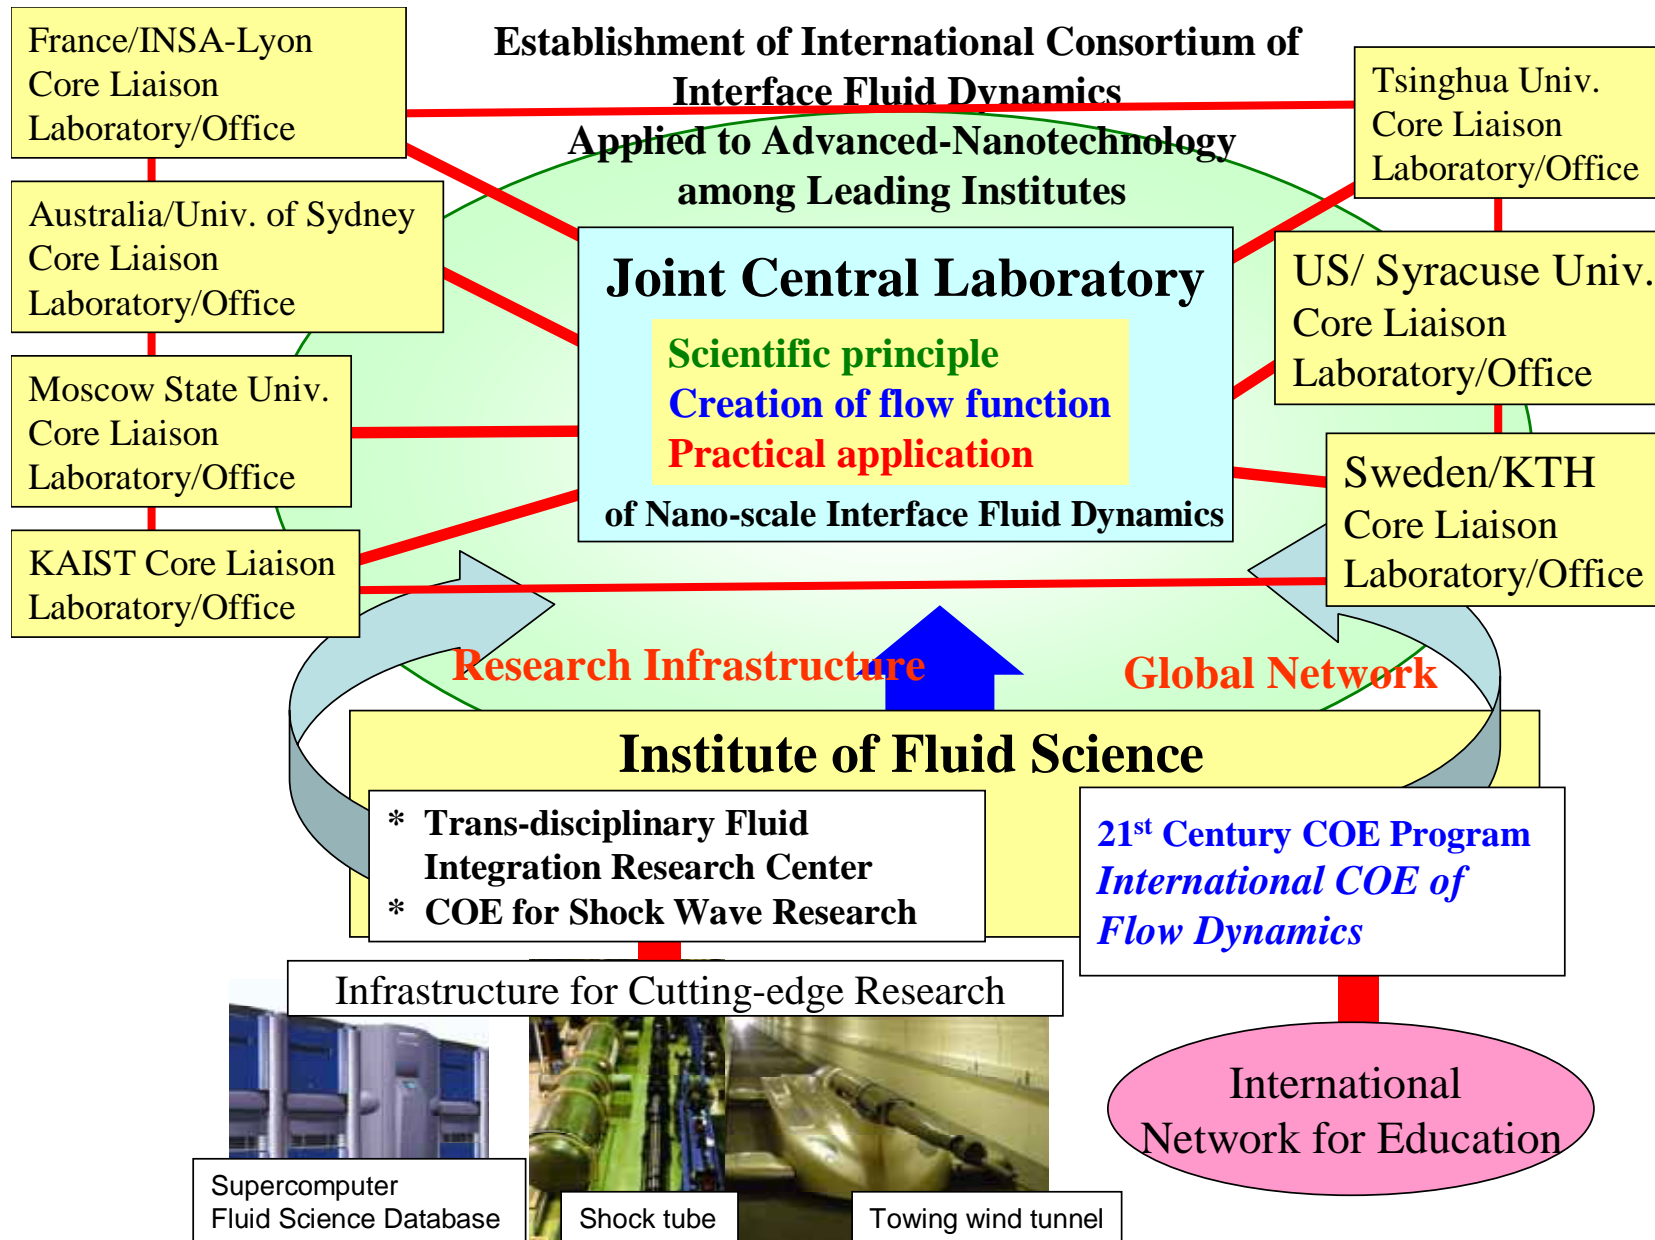 Establishment of International Consortium of
Interface Fluid Dynamics
Applied to Advanced-Nanotechnology
among Leading Institutes
France/INSA-Lyon
Core Liaison
Laboratory/Office
Australia/Univ. of Sydney
Core Liaison
Laboratory/Office
Moscow State Univ.
Core Liaison
Laboratory/Office
KAIST Core Liaison
Laboratory/Office
Joint Central Laboratory
Scientific principle
Creation of flow function
Practical application
of Nano-scale Interface Fluid Dynamics
Tsinghua Univ.
Core Liaison
Laboratory/Office
US/ Syracuse Univ.
Core Liaison
Laboratory/Office
Sweden/KTH
Core Liaison
Laboratory/Office
Research Infrastructure
Global Network
Institute of Fluid Science
* Trans-disciplinary Fluid
Integration Research Center
* COE for Shock Wave Research
21st Century COE Program
International COE of
Flow Dynamics
Infrastructure for Cutting-edge Research
International
Network for Education
Supercomputer
Fluid Science Database
Shock tube
Towing wind tunnel